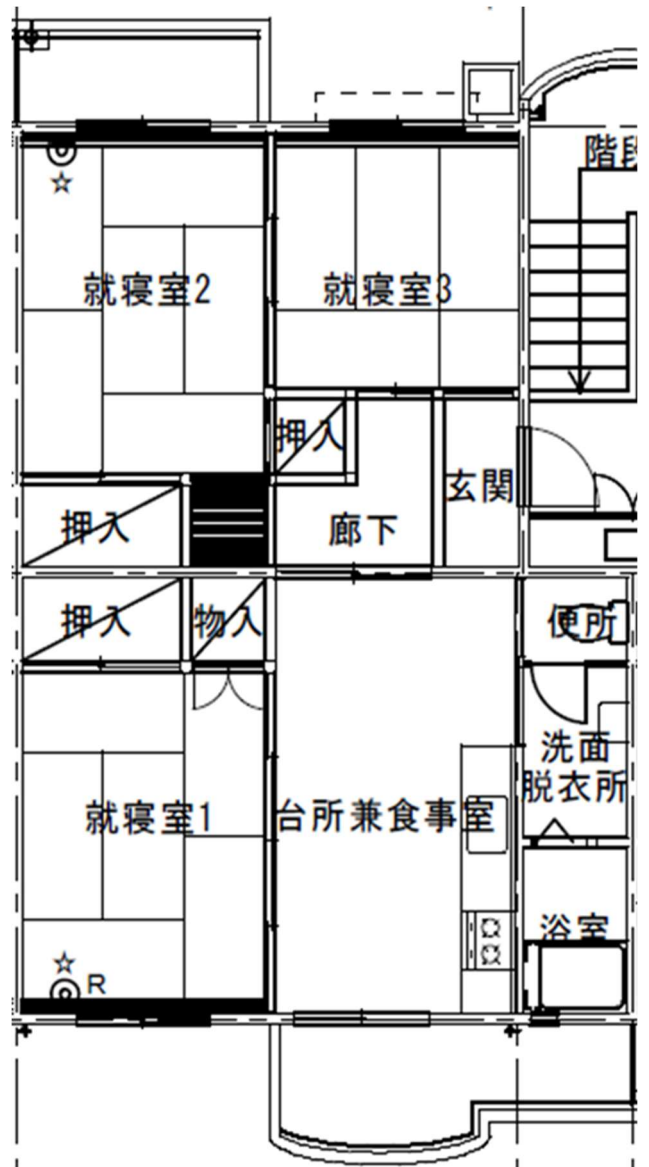 階段
☆
就寝室2
就寝室3
押入
玄関
押入
廊下
押入
物入
便所
洗面
脱衣所
就寝室1
台所兼食事室
浴室
☆
R